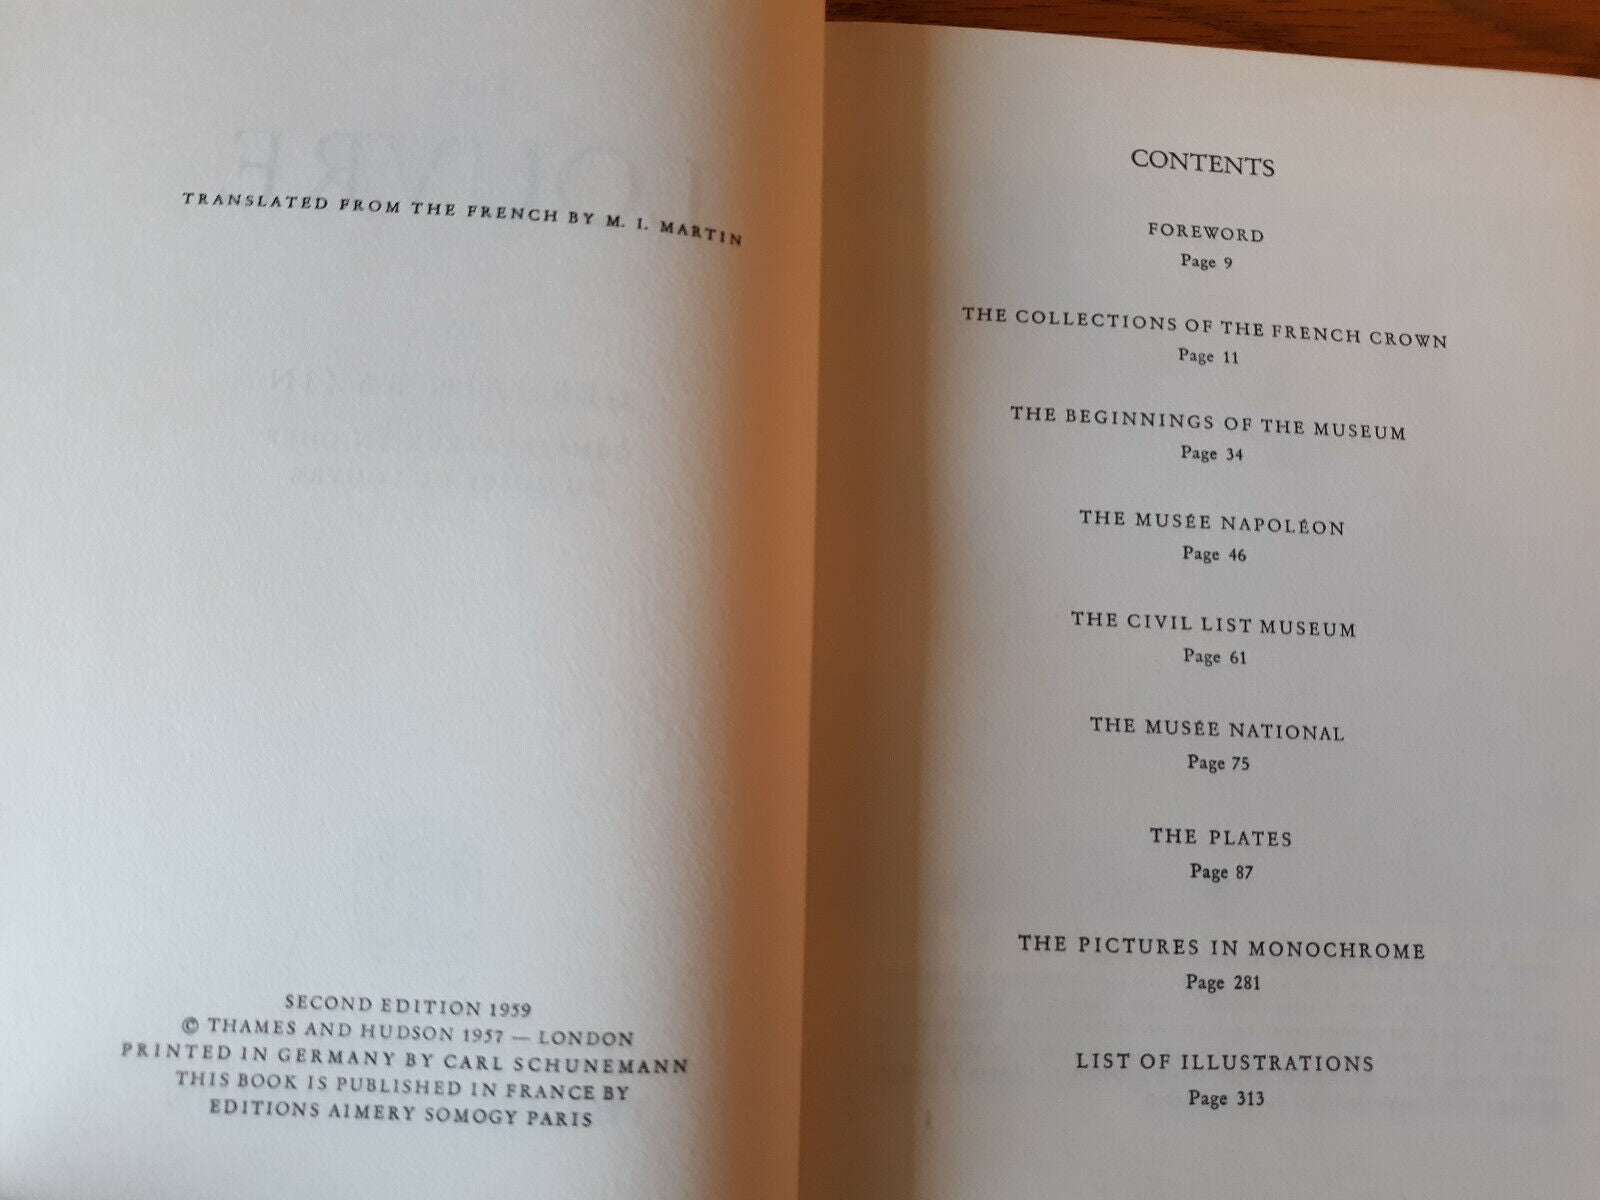 TRANSLATED FROM THE FRENCH BY M. I. MARTIN
SECOND EDITION 1959
© THAMES AND HUDSON 1957 — LONDON
PRINTED IN GERMANY BY CARL SCHUNEMANN
THIS BOOK IS PUBLISHED IN FRANCE BY
EDITIONS AIMERY SOMOGY PARIS
CONTENTS
FOREWORD
Page 9
THE COLLECTIONS OF THE FRENCH CROWN
Page 11
THE BEGINNINGS OF THE MUSEUM
Page 34
THE MUSÉE NAPOLÉON
Page 46
THE CIVIL LIST MUSEUM
Page 61
THE MUSÉE NATIONAL
Page 75
THE PLATES
Page 87
THE PICTURES IN MONOCHROME
Page 281
LIST OF ILLUSTRATIONS
Page 313